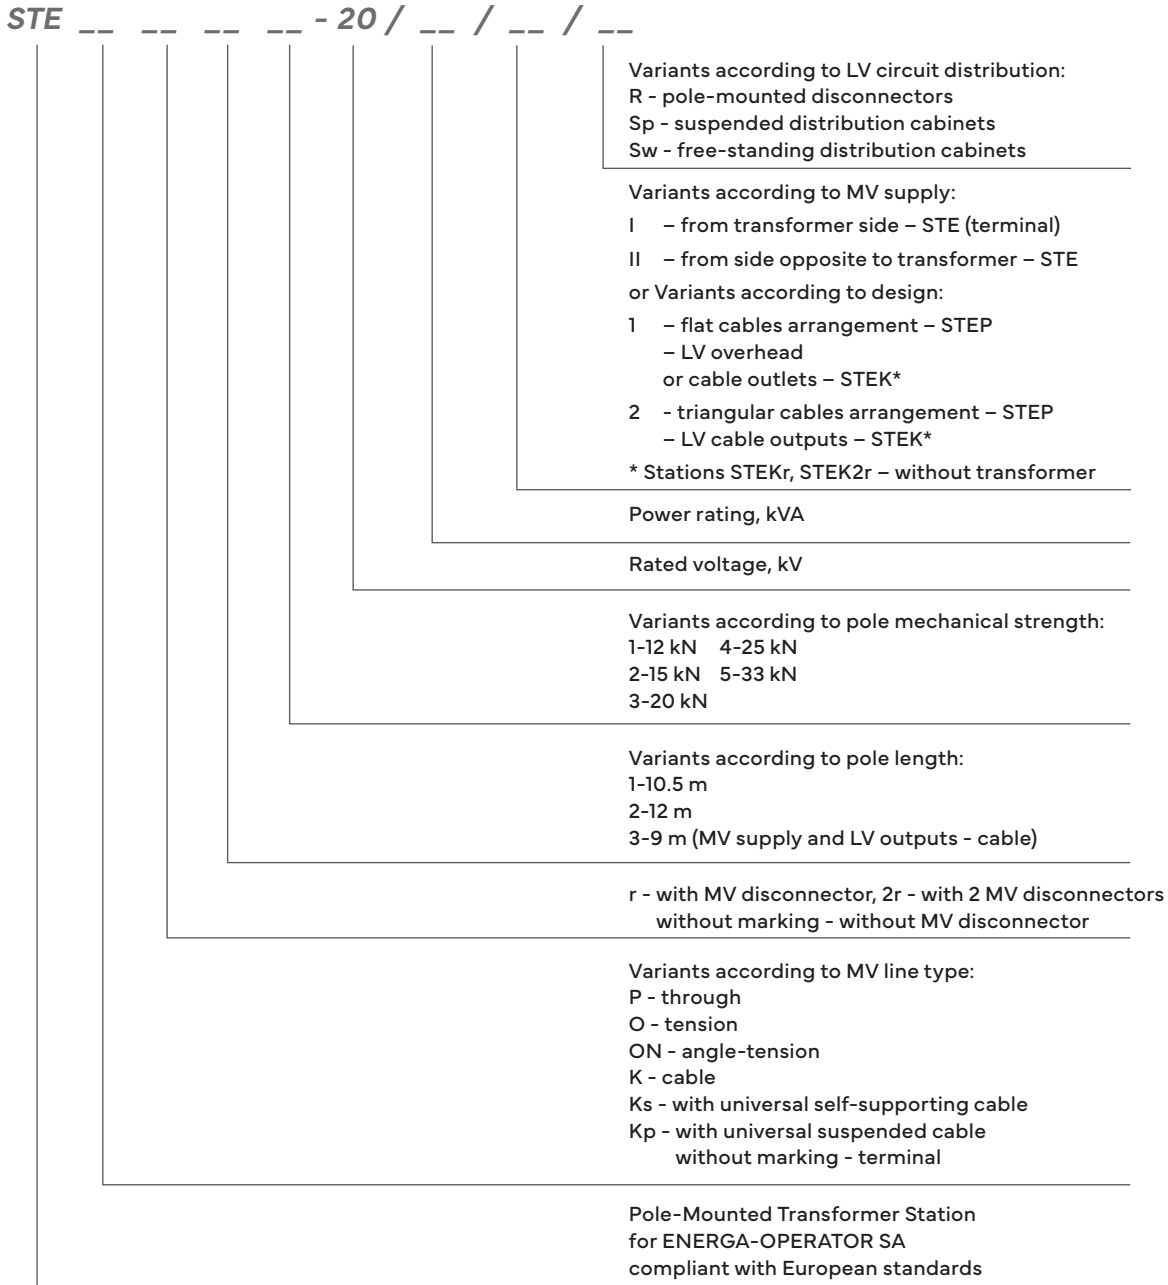 STE __ __ __ __ - 20 / __ / __ / __
Variants according to LV circuit distribution:
R - pole-mounted disconnectors
Sp - suspended distribution cabinets
Sw - free-standing distribution cabinets
Variants according to MV supply:
I – from transformer side – STE (terminal)
II – from side opposite to transformer – STE
or Variants according to design:
1 – flat cables arrangement – STEP
– LV overhead
or cable outlets – STEK*
2 - triangular cables arrangement – STEP
– LV cable outputs – STEK*
* Stations STEKr, STEK2r – without transformer
Power rating, kVA
Rated voltage, kV
Variants according to pole mechanical strength:
1-12 kN 4-25 kN
2-15 kN 5-33 kN
3-20 kN
Variants according to pole length:
1-10.5 m
2-12 m
3-9 m (MV supply and LV outputs - cable)
r - with MV disconnector, 2r - with 2 MV disconnectors
without marking - without MV disconnector
Variants according to MV line type:
P - through
O - tension
ON - angle-tension
K - cable
Ks - with universal self-supporting cable
Kp - with universal suspended cable
without marking - terminal
Pole-Mounted Transformer Station
for ENERGA-OPERATOR SA
compliant with European standards